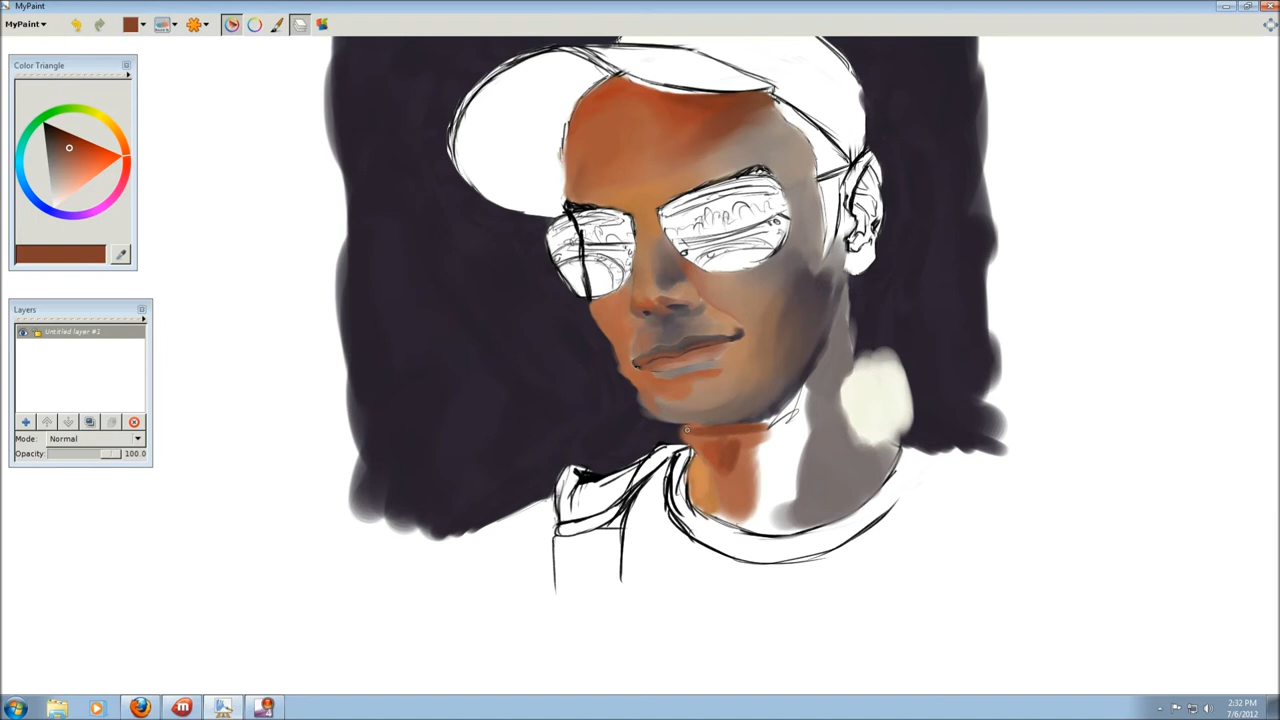 MyPaint
MyPaint
Color Triangle
Layers
Untitled layer #1
Mode: Normal
Opacity: 100.0
2:32 PM
7/6/2012